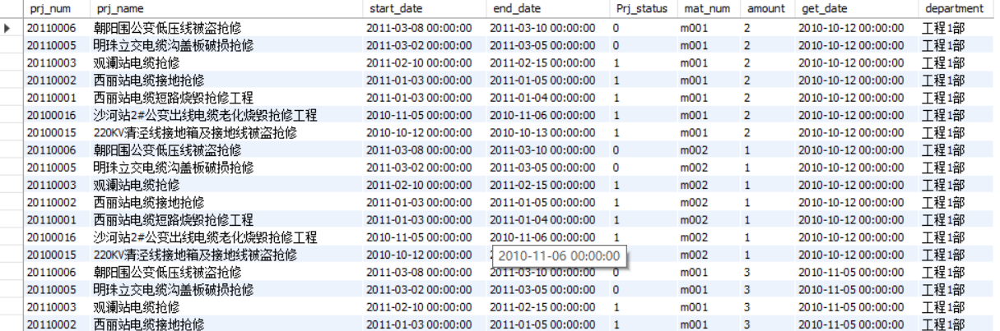 prj_num prj_name start_date end_date Prj_status mat_num amount get_date department
20110006 朝阳围公变低压线被盗抢修 2011-03-08 00:00:00 2011-03-10 00:00:00 0 m001 2 2010-10-12 00:00:00 工程1部
20110005 明珠立交电缆沟盖板破损抢修 2011-03-02 00:00:00 2011-03-05 00:00:00 0 m001 2 2010-10-12 00:00:00 工程1部
20110003 观澜站电缆抢修 2011-02-10 00:00:00 2011-02-15 00:00:00 1 m001 2 2010-10-12 00:00:00 工程1部
20110002 西丽站电缆接地抢修 2011-01-03 00:00:00 2011-01-05 00:00:00 1 m001 2 2010-10-12 00:00:00 工程1部
20110001 西丽站电缆短路烧毁抢修工程 2011-01-03 00:00:00 2011-01-04 00:00:00 1 m001 2 2010-10-12 00:00:00 工程1部
20100016 沙河站2#公变出线电缆老化烧毁抢修工程 2010-11-05 00:00:00 2010-11-06 00:00:00 1 m001 2 2010-10-12 00:00:00 工程1部
20100015 220KV清泾线接地箱及接地线被盗抢修 2010-10-12 00:00:00 2010-10-13 00:00:00 1 m001 2 2010-10-12 00:00:00 工程1部
20110006 朝阳围公变低压线被盗抢修 2011-03-08 00:00:00 2011-03-10 00:00:00 0 m002 1 2010-10-12 00:00:00 工程1部
20110005 明珠立交电缆沟盖板破损抢修 2011-03-02 00:00:00 2011-03-05 00:00:00 0 m002 1 2010-10-12 00:00:00 工程1部
20110003 观澜站电缆抢修 2011-02-10 00:00:00 2011-02-15 00:00:00 1 m002 1 2010-10-12 00:00:00 工程1部
20110002 西丽站电缆接地抢修 2011-01-03 00:00:00 2011-01-05 00:00:00 1 m002 1 2010-10-12 00:00:00 工程1部
20110001 西丽站电缆短路烧毁抢修工程 2011-01-03 00:00:00 2011-01-04 00:00:00 1 m002 1 2010-10-12 00:00:00 工程1部
20100016 沙河站2#公变出线电缆老化烧毁抢修工程 2010-11-05 00:00:00 2010-11-06 00:00:00 1 m002 1 2010-10-12 00:00:00 工程1部
20100015 220KV清泾线接地箱及接地线被盗抢修 2010-10-12 00:00:00 2010-11-06 00:00:00 1 m002 1 2010-10-12 00:00:00 工程1部
20110006 朝阳围公变低压线被盗抢修 2011-03-08 00:00:00 2011-03-10 00:00:00 0 m001 3 2010-11-05 00:00:00 工程1部
20110005 明珠立交电缆沟盖板破损抢修 2011-03-02 00:00:00 2011-03-05 00:00:00 0 m001 3 2010-11-05 00:00:00 工程1部
20110003 观澜站电缆抢修 2011-02-10 00:00:00 2011-02-15 00:00:00 1 m001 3 2010-11-05 00:00:00 工程1部
20110002 西丽站电缆接地抢修 2011-01-03 00:00:00 2011-01-05 00:00:00 1 m001 3 2010-11-05 00:00:00 工程1部